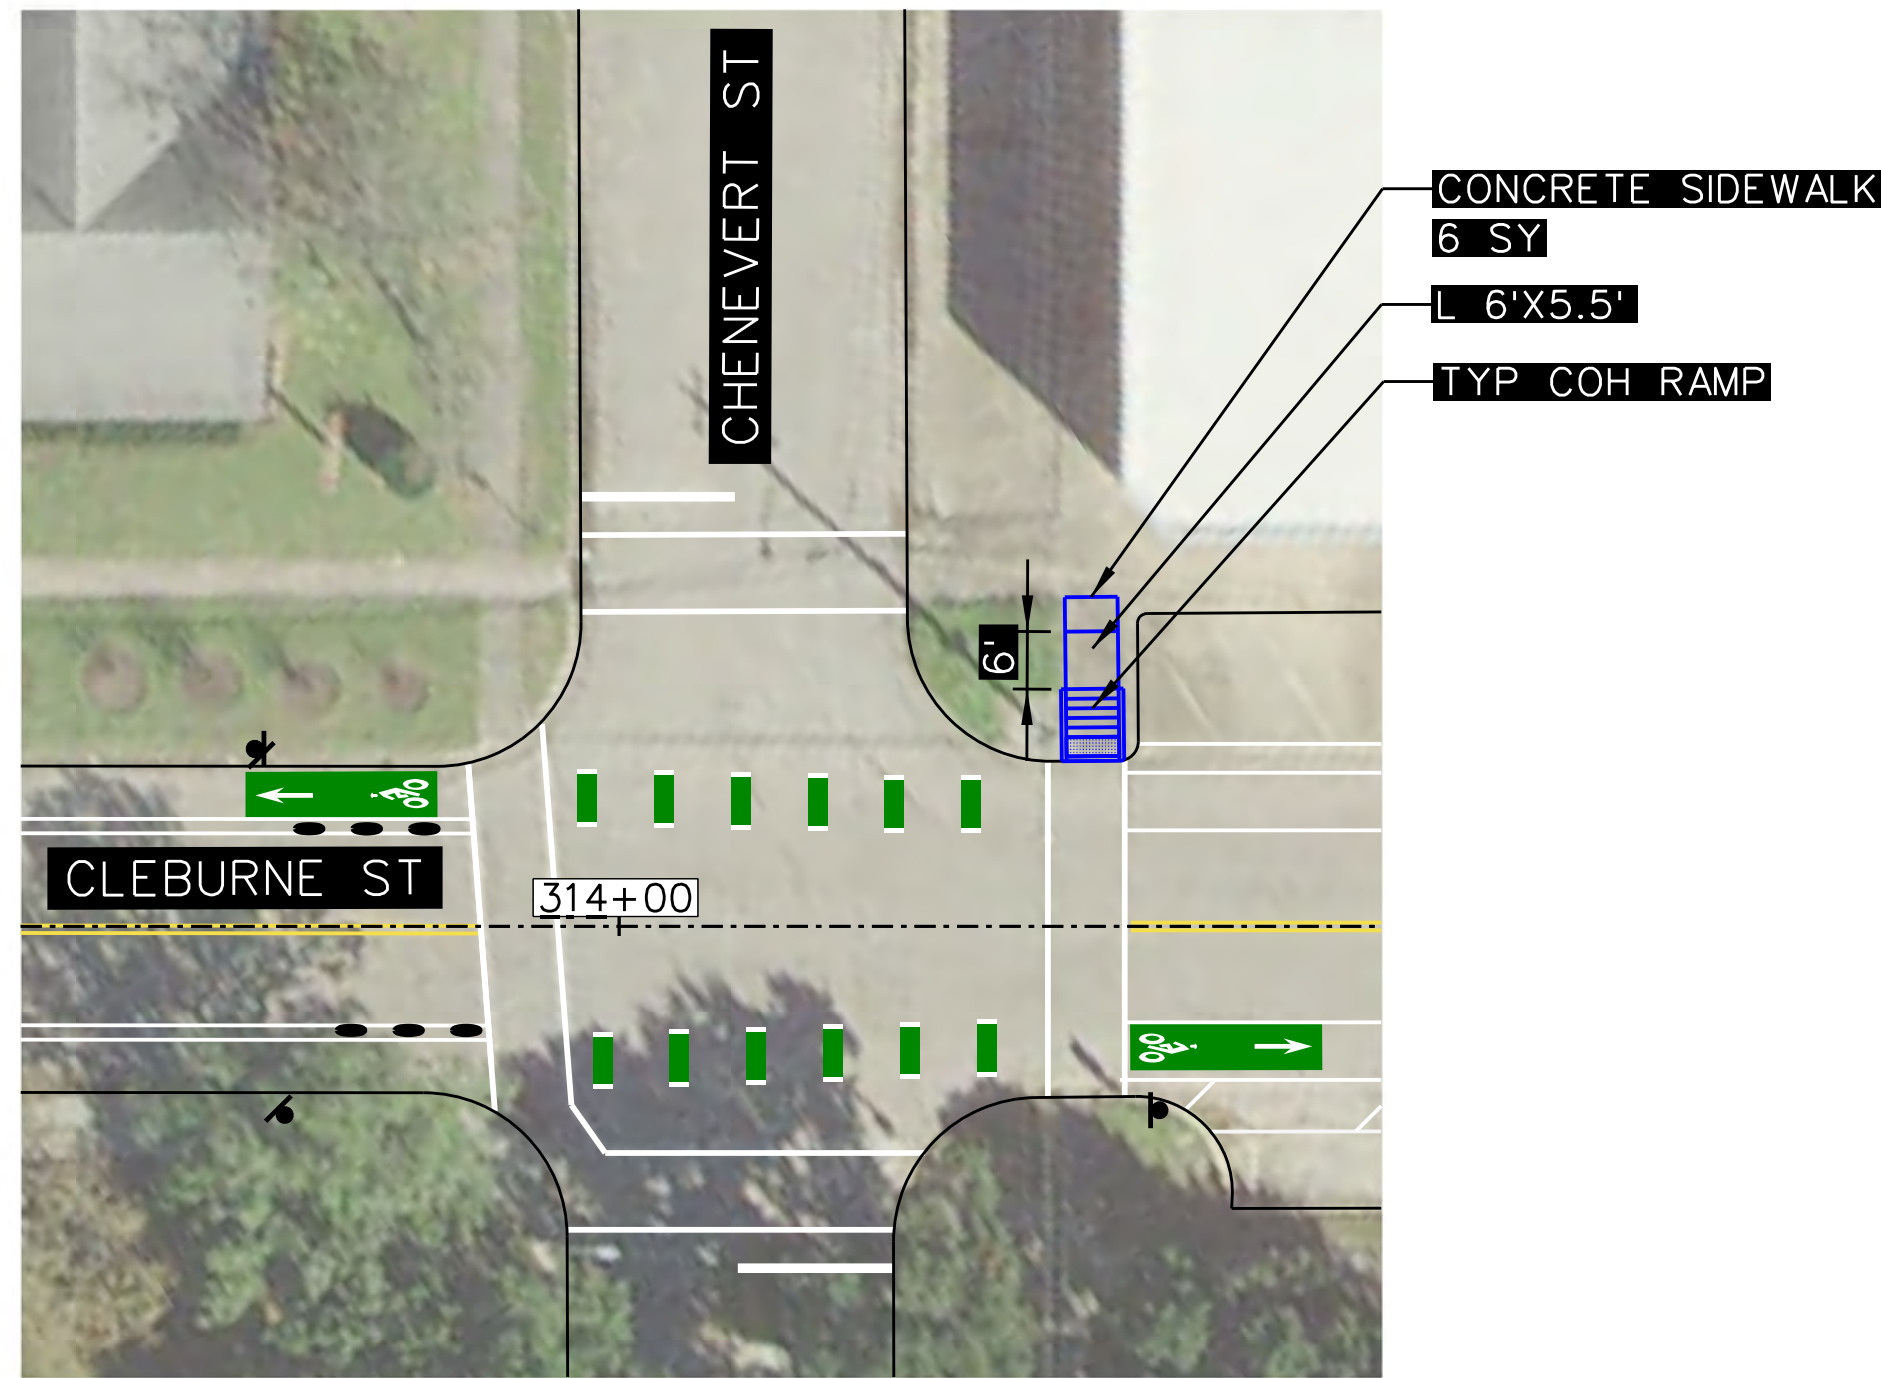 CHENEVERT ST
CONCRETE SIDEWALK
6 SY
L 6'X5.5'
TYP COH RAMP
6'
CLEBURNE ST
314+00